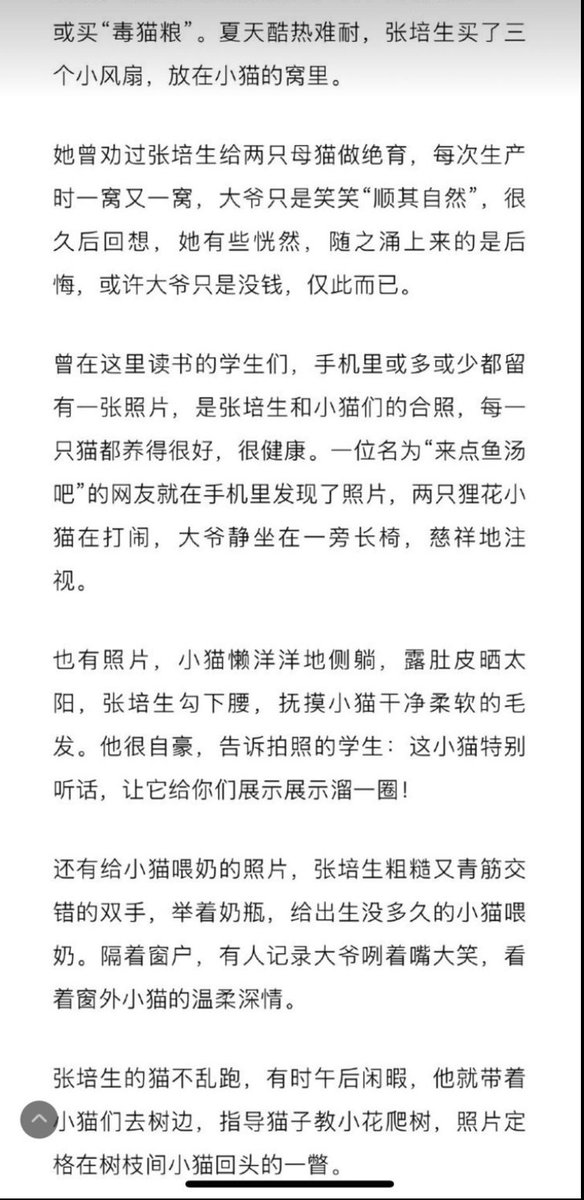 或买“毒猫粮”。夏天酷热难耐，张培生买了三
个小风扇，放在小猫的窝里。
她曾劝过张培生给两只母猫做绝育，每次生产
时一窝又一窝，大爷只是笑笑“顺其自然”，很
久后回想，她有些恍然，随之涌上来的是后
悔，或许大爷只是没钱，仅此而已。
曾在这里读书的学生们，手机里或多或少都留
有一张照片，是张培生和小猫们的合照，每一
只猫都养得很好，很健康。一位名为“来点鱼汤
吧”的网友就在手机里发现了照片，两只狸花小
猫在打闹，大爷静坐在一旁长椅，慈祥地注
视。
也有照片，小猫懒洋洋地侧躺，露肚皮晒太
阳，张培生勾下腰，抚摸小猫干净柔软的毛
发。他很自豪，告诉拍照的学生：这小猫特别
听话，让它给你们展示展示溜一圈！
还有给小猫喂奶的照片，张培生粗糙又青筋交
错的双手，举着奶瓶，给出生没多久的小猫喂
奶。隔着窗户，有人记录大爷咧着嘴大笑，看
着窗外小猫的温柔深情。
张培生的猫不乱跑，有时午后闲暇，他就带着
小猫们去树边，指导猫子教小花爬树，照片定
格在树枝间小猫回头的一瞥。